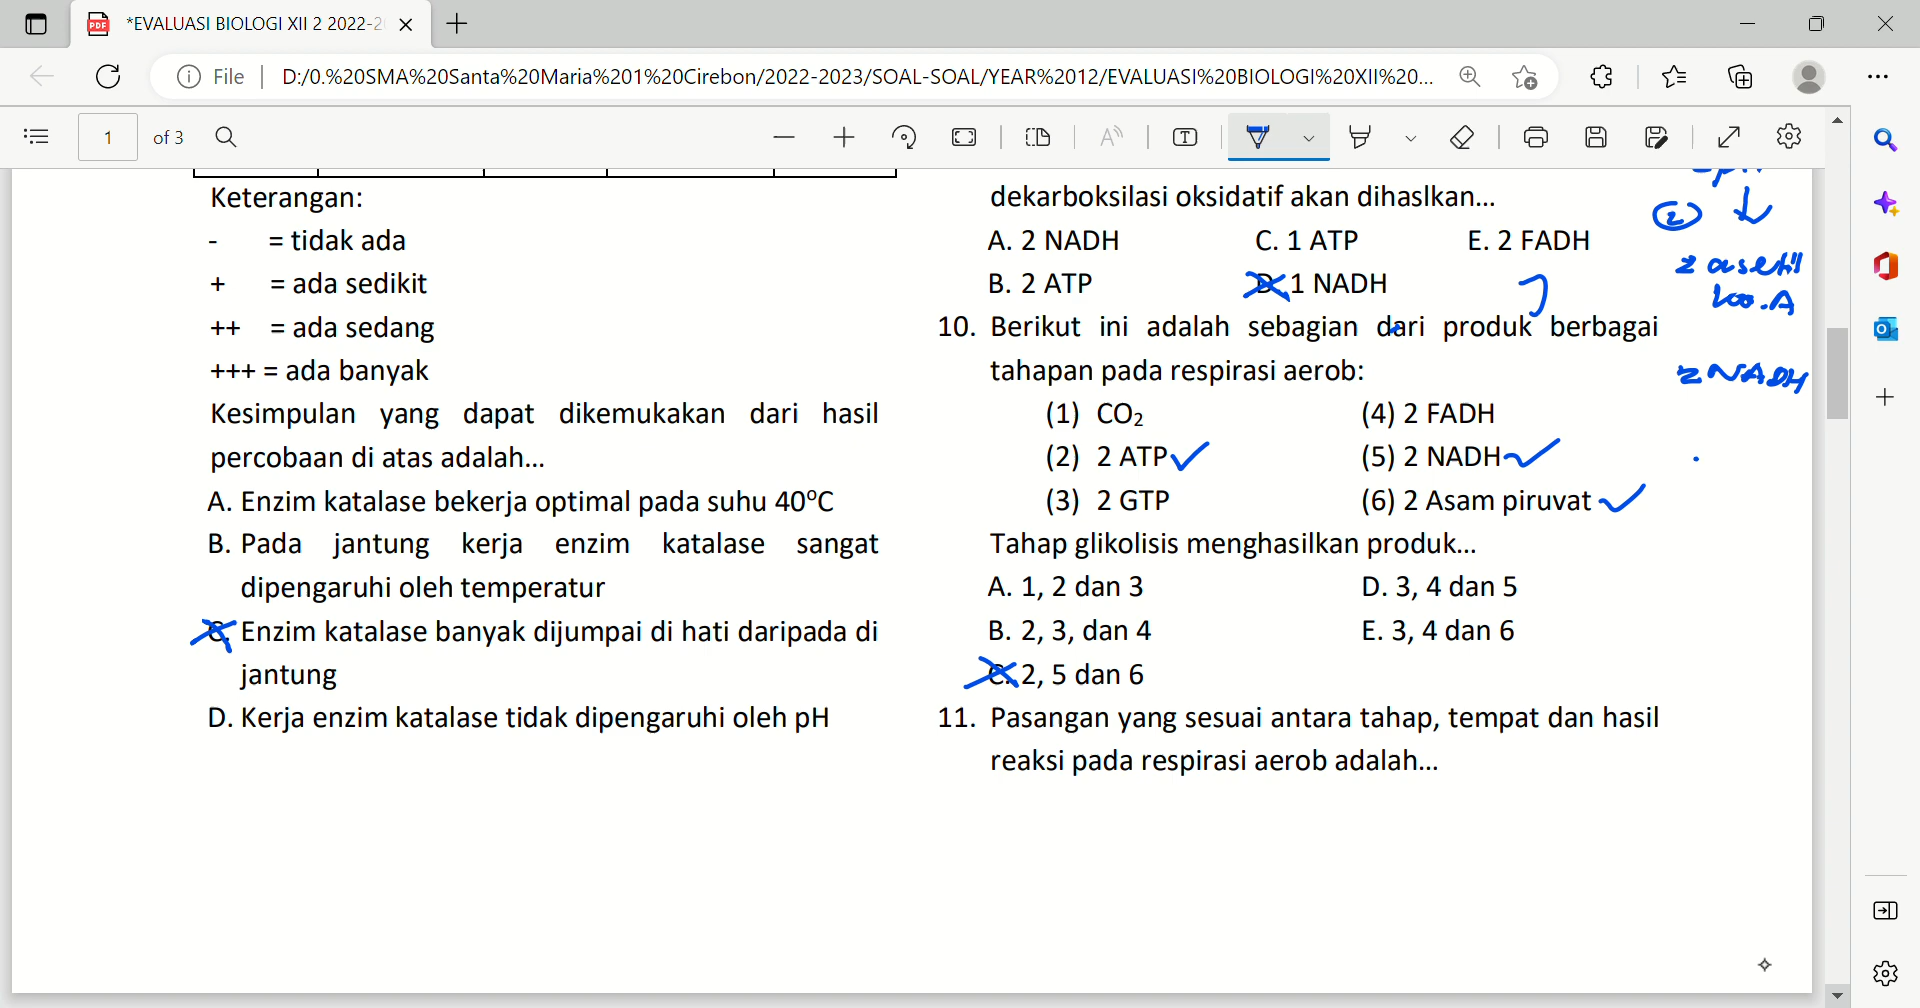 *EVALUASI BIOLOGI XII 2 2022-2
File
D:/0.%20SMA%20Santa%20Maria%201%20Cirebon/2022-2023/SOAL-SOAL/YEAR%2012/EVALUASI%20BIOLOGI%20XII%20...
1 of 3
Keterangan:
- = tidak ada
+ = ada sedikit
++ = ada sedang
+++ = ada banyak
Kesimpulan yang dapat dikemukakan dari hasil
percobaan di atas adalah...
A. Enzim katalase bekerja optimal pada suhu 40°C
B. Pada jantung kerja enzim katalase sangat
dipengaruhi oleh temperatur
C. Enzim katalase banyak dijumpai di hati daripada di
jantung
D. Kerja enzim katalase tidak dipengaruhi oleh pH
dekarboksilasi oksidatif akan dihaslkan...
A. 2 NADH C. 1 ATP E. 2 FADH
B. 2 ATP D. 1 NADH
10. Berikut ini adalah sebagian dari produk berbagai
tahapan pada respirasi aerob:
(1) CO₂ (4) 2 FADH
(2) 2 ATP (5) 2 NADH
(3) 2 GTP (6) 2 Asam piruvat
Tahap glikolisis menghasilkan produk...
A. 1, 2 dan 3 D. 3, 4 dan 5
B. 2, 3, dan 4 E. 3, 4 dan 6
C. 2, 5 dan 6
11. Pasangan yang sesuai antara tahap, tempat dan hasil
reaksi pada respirasi aerob adalah...
2
2 asetil
koo.A
2 NADH